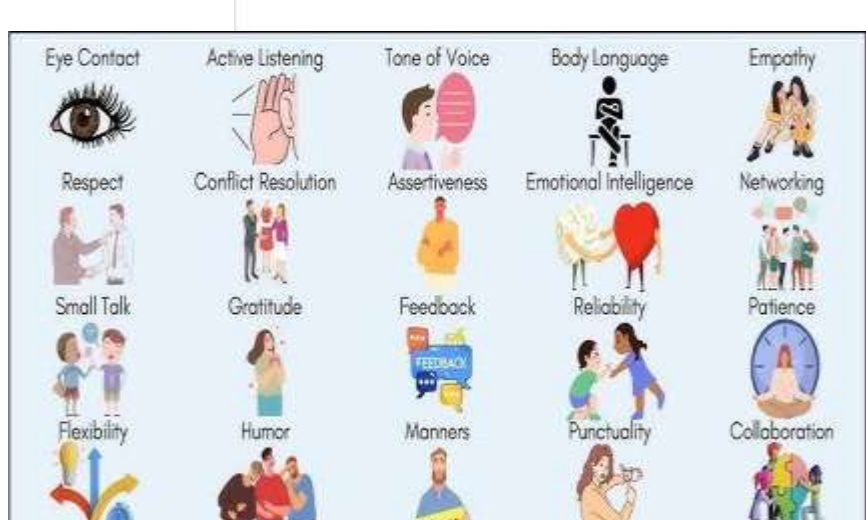 Eye Contact Active Listening Tone of Voice Body Language Empathy
Respect Conflict Resolution Assertiveness Emotional Intelligence Networking
Small Talk Gratitude Feedback Reliability Patience
FEEDBACK
Flexibility Humor Manners Punctuality Collaboration